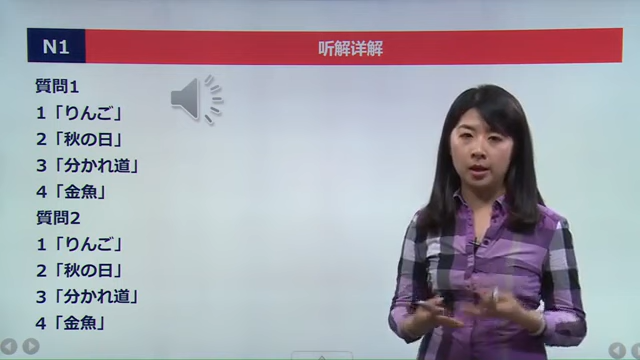 N1 听解详解
質問1
1「りんご」
2「秋の日」
3「分かれ道」
4「金魚」
質問2
1「りんご」
2「秋の日」
3「分かれ道」
4「金魚」